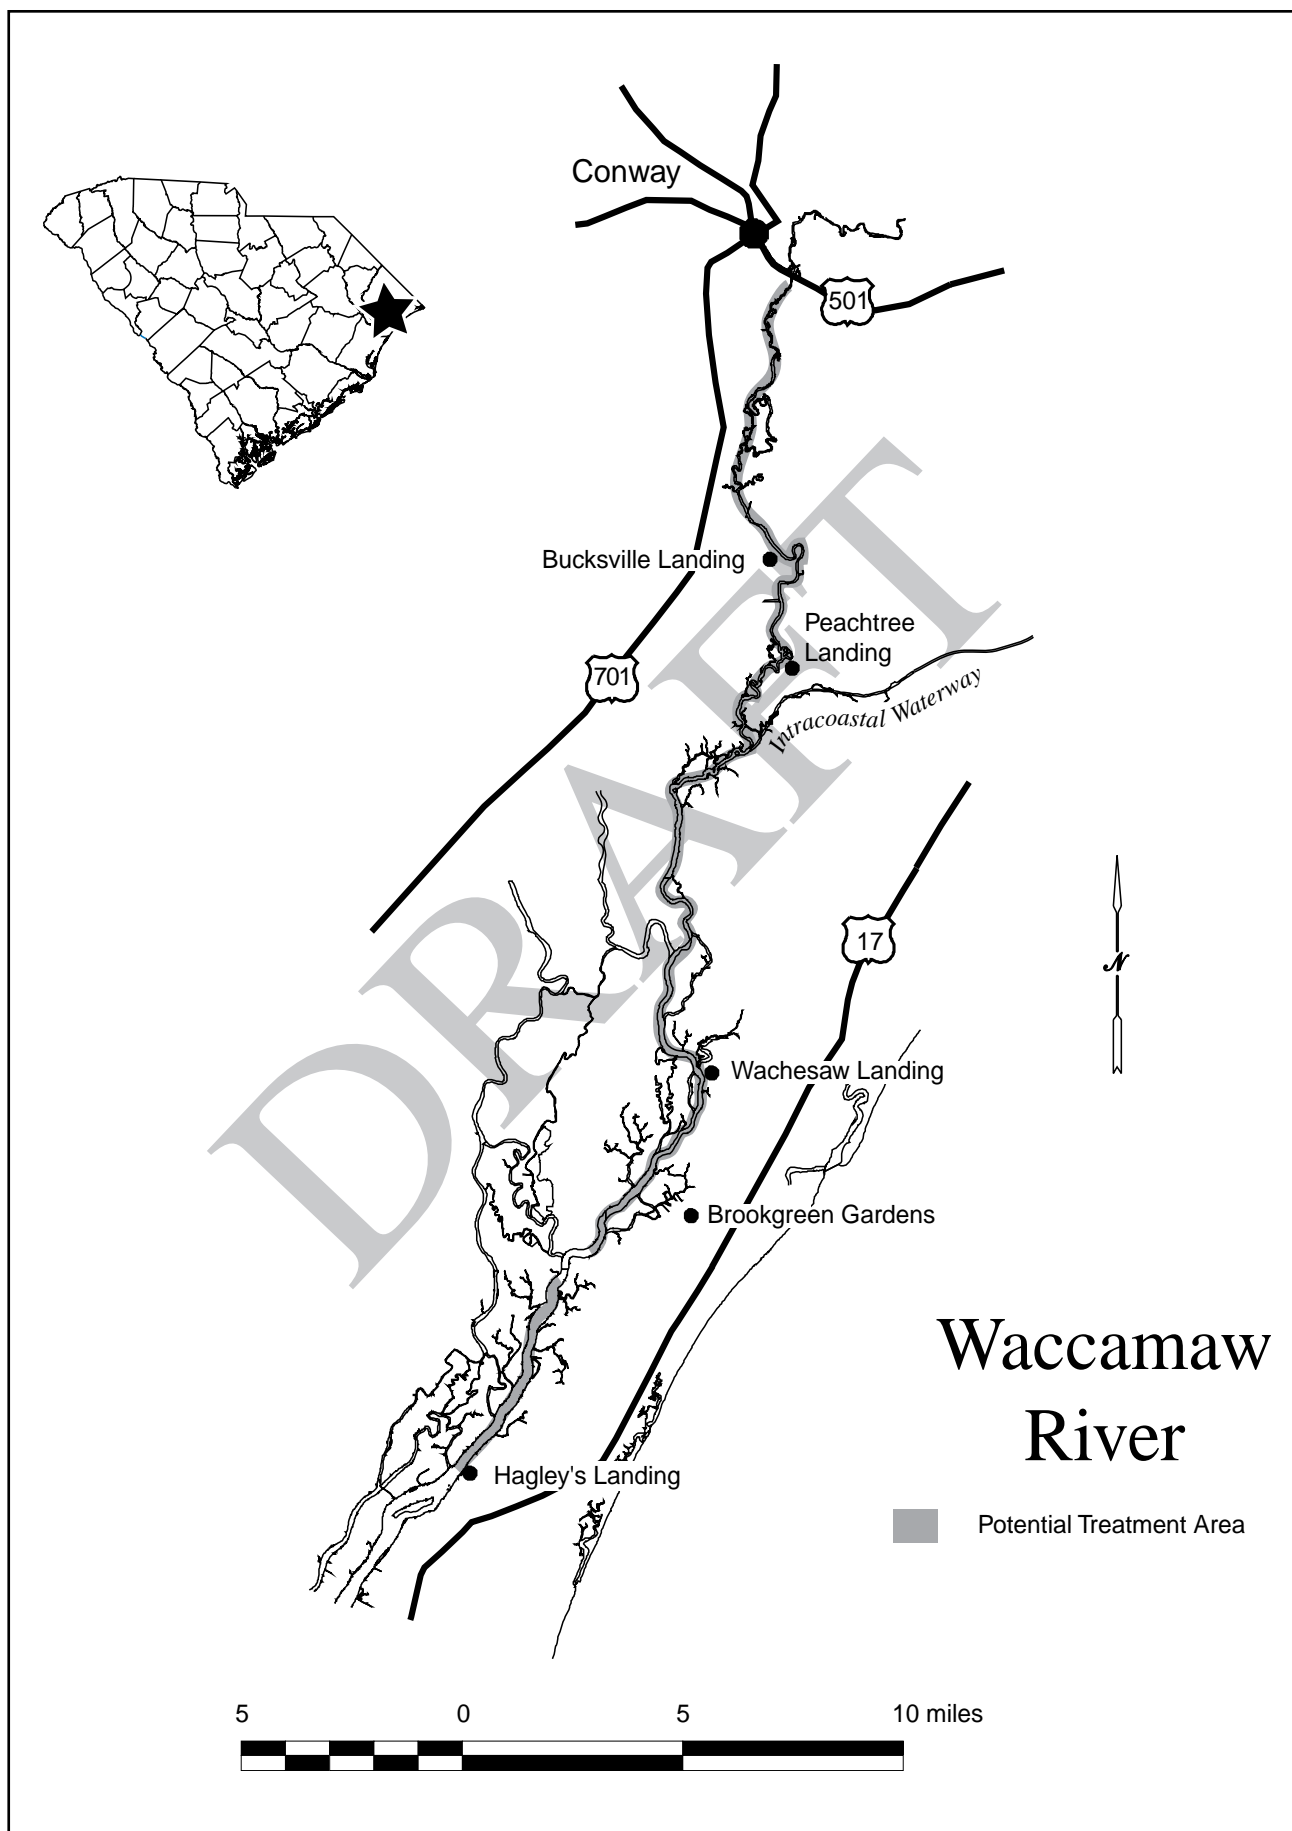 Conway
501
Bucksville Landing
Peachtree
Landing
701
Intracoastal Waterway
DRAFT
17
N
Wachesaw Landing
Brookgreen Gardens
Waccamaw
River
Hagley's Landing
Potential Treatment Area
5 0 5 10 miles